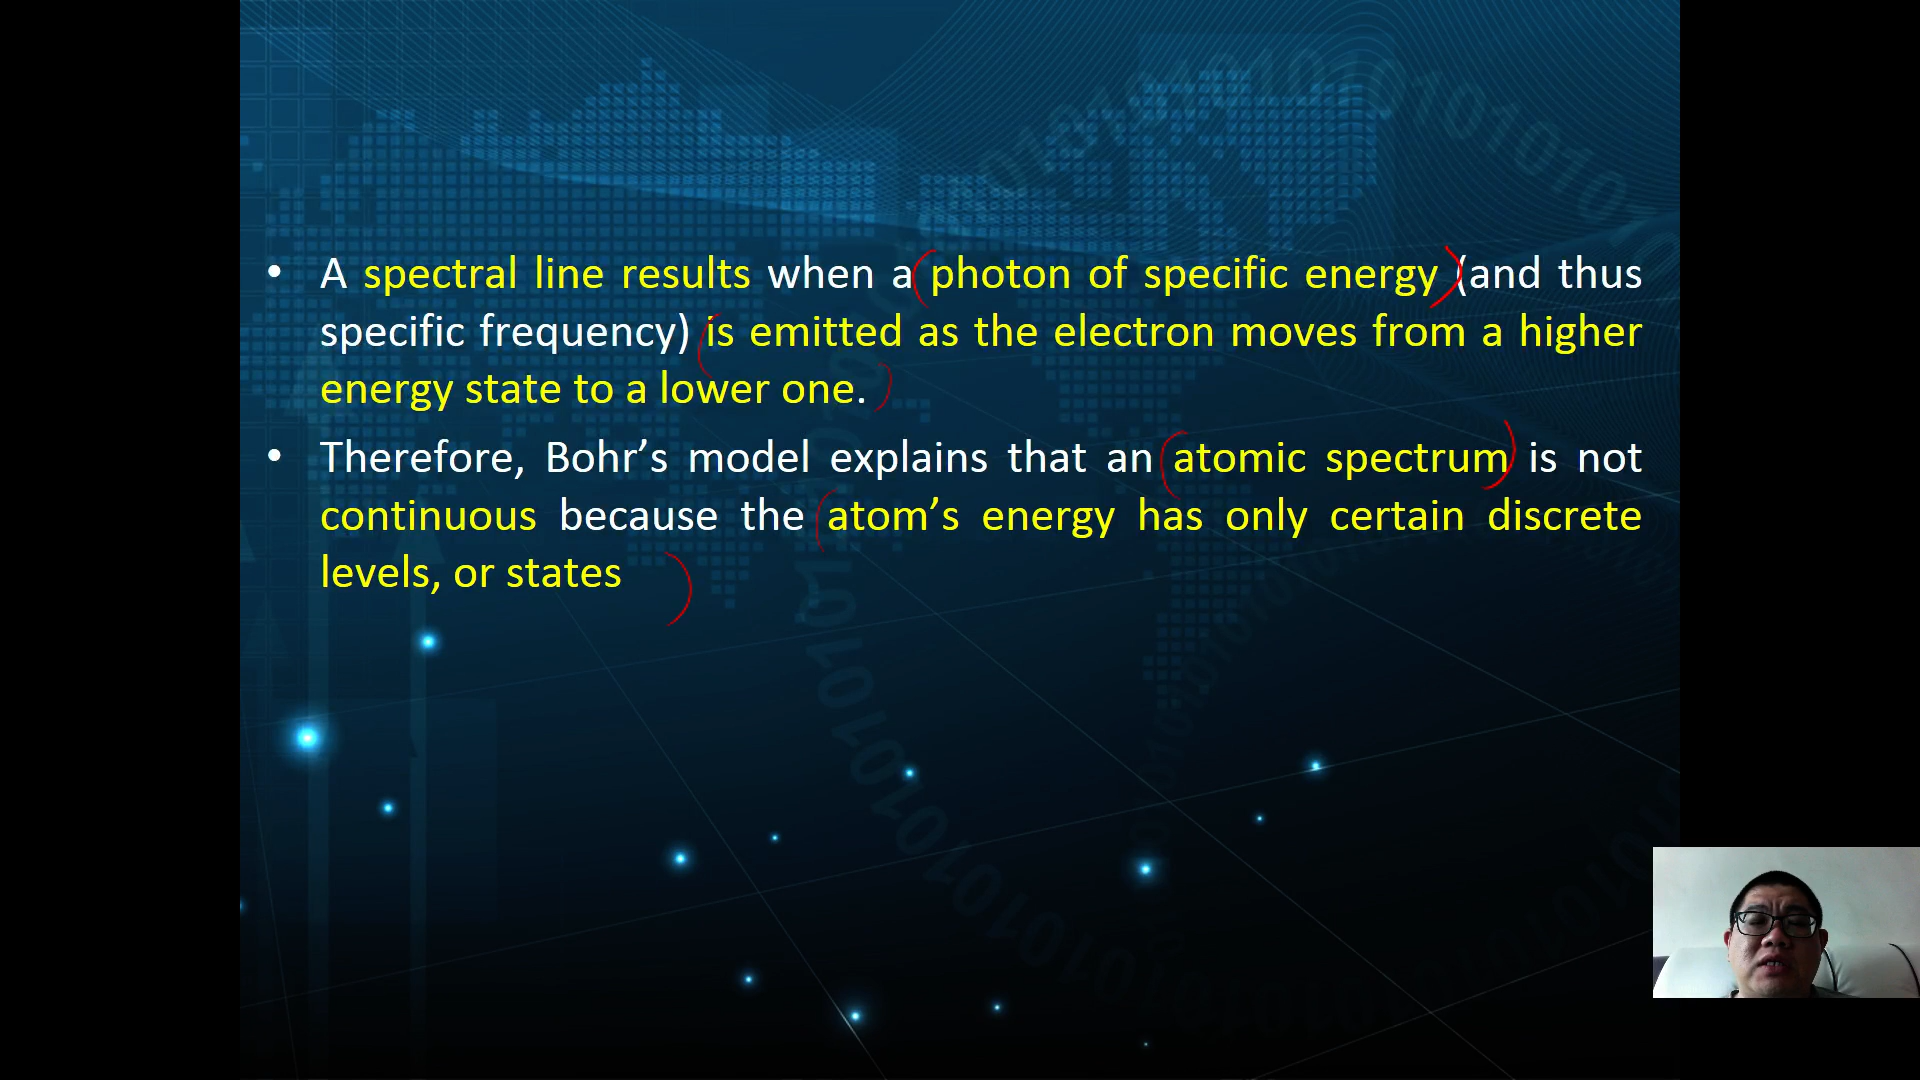 • A spectral line results when a photon of specific energy (and thus
specific frequency) is emitted as the electron moves from a higher
energy state to a lower one.
• Therefore, Bohr’s model explains that an atomic spectrum is not
continuous because the atom’s energy has only certain discrete
levels, or states